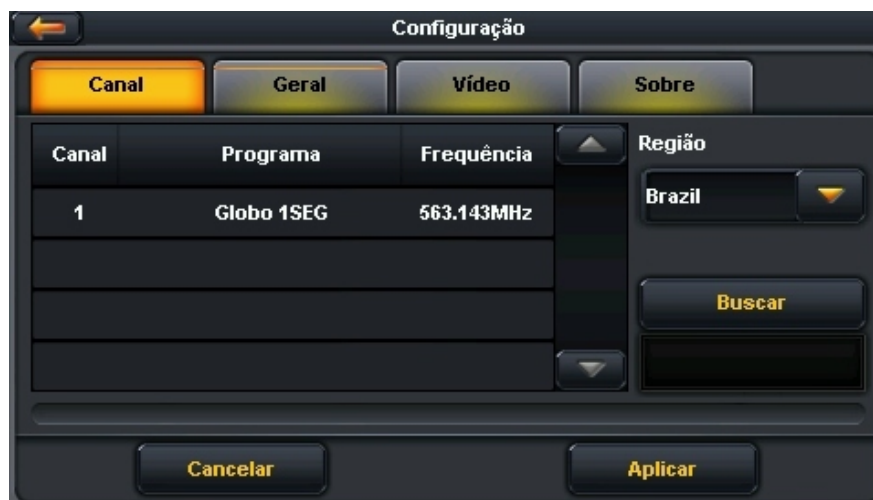 Configuração
Canal Geral Vídeo Sobre
Canal Programa Frequência
Região
1 Globo 1SEG 563.143MHz
Brazil
Buscar
Cancelar Aplicar